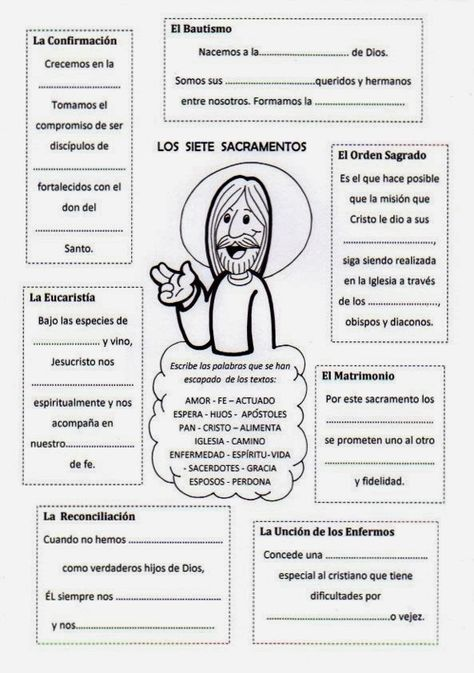 La Confirmación
Crecemos en la
..........................
Tomamos el
compromiso de ser
discípulos de
..........................
fortalecidos con el
don del
..........................
Santo.
El Bautismo
Nacemos a la........................ de Dios.
Somos sus ..........................queridos y hermanos
entre nosotros. Formamos la ..........................
LOS SIETE SACRAMENTOS
El Orden Sagrado
Es el que hace posible
que la misión que
Cristo le dio a sus
..........................,
siga siendo realizada
en la Iglesia a través
de los ....................,
obispos y diaconos.
La Eucaristía
Bajo las especies de
.................... y vino,
Jesucristo nos
..........................
espiritualmente y nos
acompaña en
nuestro....................
de fe.
Escribe las palabras que se han
escapado de los textos:
AMOR - FE – ACTUADO
ESPERA - HIJOS - APÓSTOLES
PAN - CRISTO – ALIMENTA
IGLESIA - CAMINO
ENFERMEDAD - ESPÍRITU-VIDA
- SACERDOTES - GRACIA
ESPOSOS - PERDONA
El Matrimonio
Por este sacramento los
..........................
se prometen uno al otro
..........................
y fidelidad.
La Reconciliación
Cuando no hemos ..........................
como verdaderos hijos de Dios,
ÉL siempre nos ..........................
y nos..........................
La Unción de los Enfermos
Concede una ..........................
especial al cristiano que tiene
dificultades por
..........................o vejez.